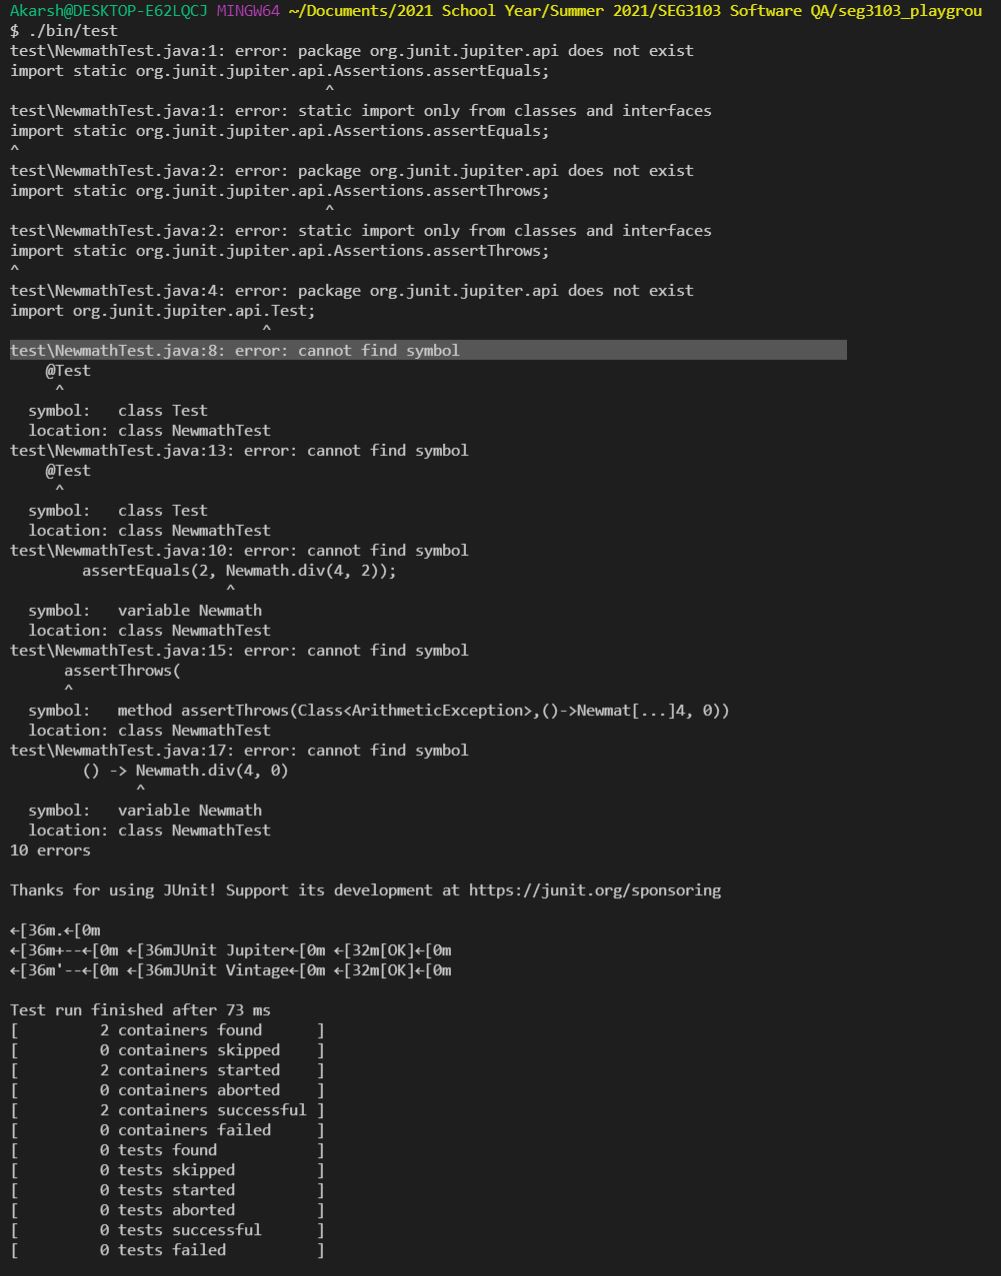 Akarsh@DESKTOP-E62LQCJ MINGW64 ~/Documents/2021 School Year/Summer 2021/SEG3103 Software QA/seg3103_playgrou
$ ./bin/test
test\NewmathTest.java:1: error: package org.junit.jupiter.api does not exist
import static org.junit.jupiter.api.Assertions.assertEquals;
                                   ^
test\NewmathTest.java:1: error: static import only from classes and interfaces
import static org.junit.jupiter.api.Assertions.assertEquals;
^
test\NewmathTest.java:2: error: package org.junit.jupiter.api does not exist
import static org.junit.jupiter.api.Assertions.assertThrows;
                                   ^
test\NewmathTest.java:2: error: static import only from classes and interfaces
import static org.junit.jupiter.api.Assertions.assertThrows;
^
test\NewmathTest.java:4: error: package org.junit.jupiter.api does not exist
import org.junit.jupiter.api.Test;
                            ^
test\NewmathTest.java:8: error: cannot find symbol
    @Test
     ^
  symbol:   class Test
  location: class NewmathTest
test\NewmathTest.java:13: error: cannot find symbol
    @Test
     ^
  symbol:   class Test
  location: class NewmathTest
test\NewmathTest.java:10: error: cannot find symbol
        assertEquals(2, Newmath.div(4, 2));
                        ^
  symbol:   variable Newmath
  location: class NewmathTest
test\NewmathTest.java:15: error: cannot find symbol
      assertThrows(
      ^
  symbol:   method assertThrows(Class<ArithmeticException>,()->Newmat[...]4, 0))
  location: class NewmathTest
test\NewmathTest.java:17: error: cannot find symbol
        () -> Newmath.div(4, 0)
              ^
  symbol:   variable Newmath
  location: class NewmathTest
10 errors

Thanks for using JUnit! Support its development at https://junit.org/sponsoring

←[36m.←[0m
←[36m+--←[0m ←[36mJUnit Jupiter←[0m ←[32m[OK]←[0m
←[36m'--←[0m ←[36mJUnit Vintage←[0m ←[32m[OK]←[0m

Test run finished after 73 ms
[         2 containers found      ]
[         0 containers skipped    ]
[         2 containers started    ]
[         0 containers aborted    ]
[         2 containers successful ]
[         0 containers failed     ]
[         0 tests found           ]
[         0 tests skipped         ]
[         0 tests started         ]
[         0 tests aborted         ]
[         0 tests successful      ]
[         0 tests failed          ]